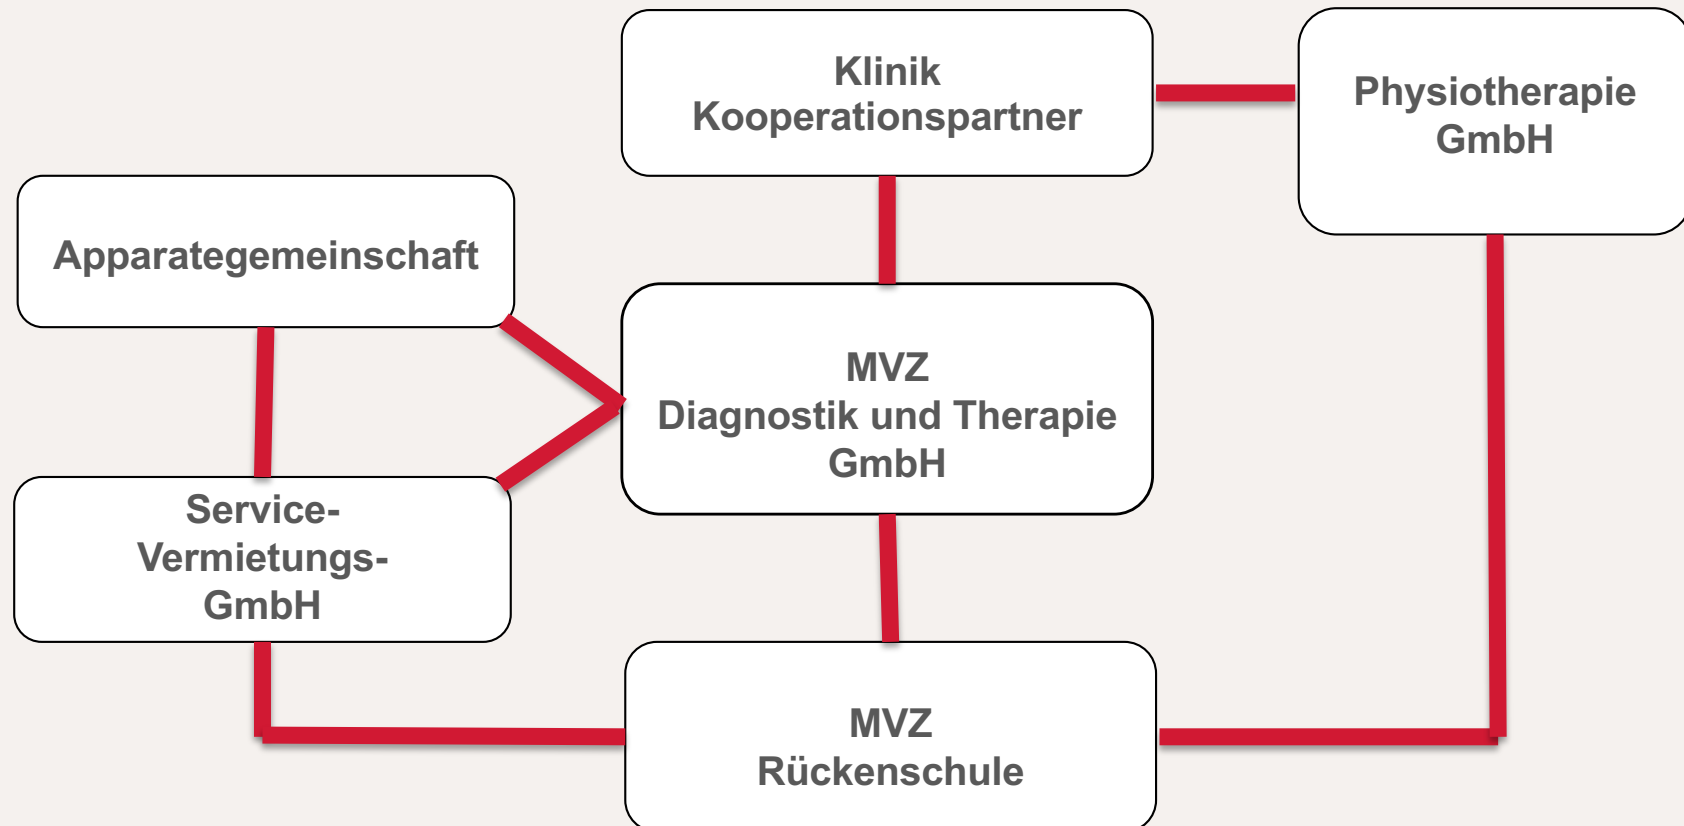 Klinik
Kooperationspartner
Physiotherapie
GmbH
Apparategemeinschaft
MVZ
Diagnostik und Therapie
GmbH
Service-
Vermietungs-
GmbH
MVZ
Rückenschule